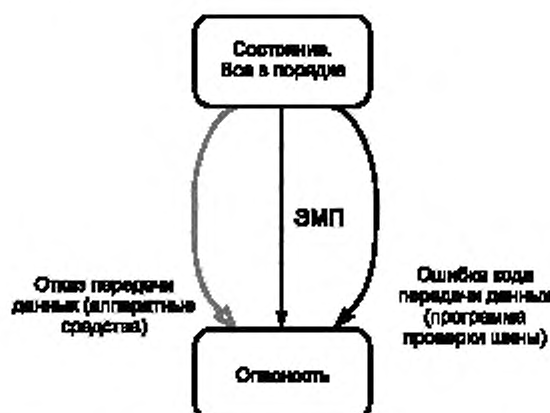 Состояние.
Все в порядке
ЭМП
Отказ передачи
данных (аппаратные
средства)
Ошибка кода
передачи данных
(программа
проверки шины)
Опасность